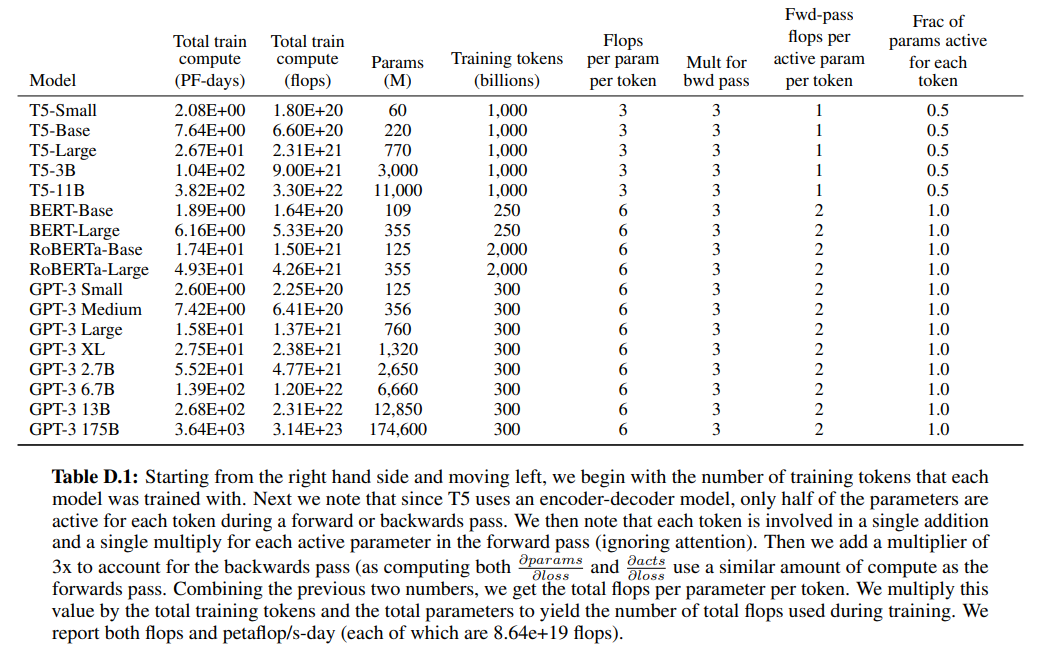 Model Total train compute (PF-days) Total train compute (flops) Params (M) Training tokens (billions) Flops per param per token Mult for bwd pass Fwd-pass flops per active param per token Frac of params active for each token
T5-Small 2.08E+00 1.80E+20 60 1,000 3 3 1 0.5
T5-Base 7.64E+00 6.60E+20 220 1,000 3 3 1 0.5
T5-Large 2.67E+01 2.31E+21 770 1,000 3 3 1 0.5
T5-3B 1.04E+02 9.00E+21 3,000 1,000 3 3 1 0.5
T5-11B 3.82E+02 3.30E+22 11,000 1,000 3 3 1 0.5
BERT-Base 1.89E+00 1.64E+20 109 250 6 3 2 1.0
BERT-Large 6.16E+00 5.33E+20 355 250 6 3 2 1.0
RoBERTa-Base 1.74E+01 1.50E+21 125 2,000 6 3 2 1.0
RoBERTa-Large 4.93E+01 4.26E+21 355 2,000 6 3 2 1.0
GPT-3 Small 2.60E+00 2.25E+20 125 300 6 3 2 1.0
GPT-3 Medium 7.42E+00 6.41E+20 356 300 6 3 2 1.0
GPT-3 Large 1.58E+01 1.37E+21 760 300 6 3 2 1.0
GPT-3 XL 2.75E+01 2.38E+21 1,320 300 6 3 2 1.0
GPT-3 2.7B 5.52E+01 4.77E+21 2,650 300 6 3 2 1.0
GPT-3 6.7B 1.39E+02 1.20E+22 6,660 300 6 3 2 1.0
GPT-3 13B 2.68E+02 2.31E+22 12,850 300 6 3 2 1.0
GPT-3 175B 3.64E+03 3.14E+23 174,600 300 6 3 2 1.0
Table D.1: Starting from the right hand side and moving left, we begin with the number of training tokens that each
model was trained with. Next we note that since T5 uses an encoder-decoder model, only half of the parameters are
active for each token during a forward or backwards pass. We then note that each token is involved in a single addition
and a single multiply for each active parameter in the forward pass (ignoring attention). Then we add a multiplier of
3x to account for the backwards pass (as computing both ∂params/∂loss and ∂acts/∂loss use a similar amount of compute as the
forwards pass. Combining the previous two numbers, we get the total flops per parameter per token. We multiply this
value by the total training tokens and the total parameters to yield the number of total flops used during training. We
report both flops and petaflop/s-day (each of which are 8.64e+19 flops).